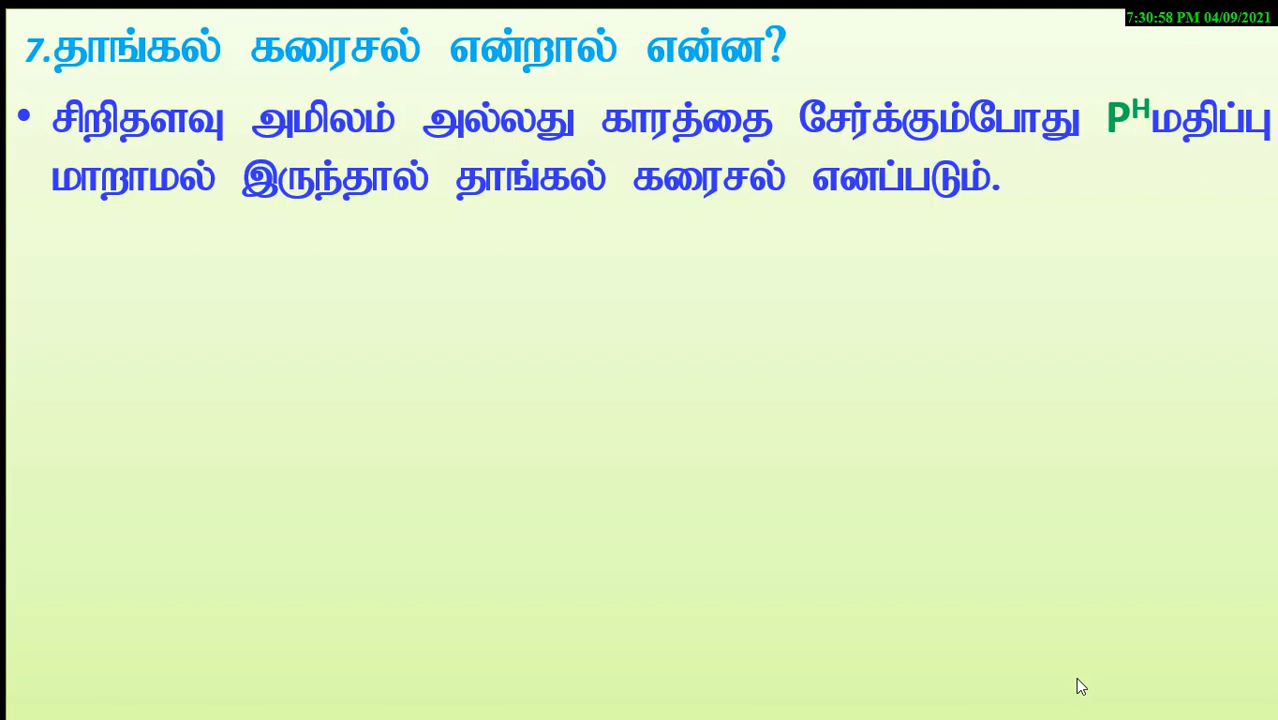 7:30:58 PM 04/09/2021
7.தாங்கல் கரைசல் என்றால் என்ன?
• சிறிதளவு அமிலம் அல்லது காரத்தை சேர்க்கும்போது Pᴴமதிப்பு
மாறாமல் இருந்தால் தாங்கல் கரைசல் எனப்படும்.